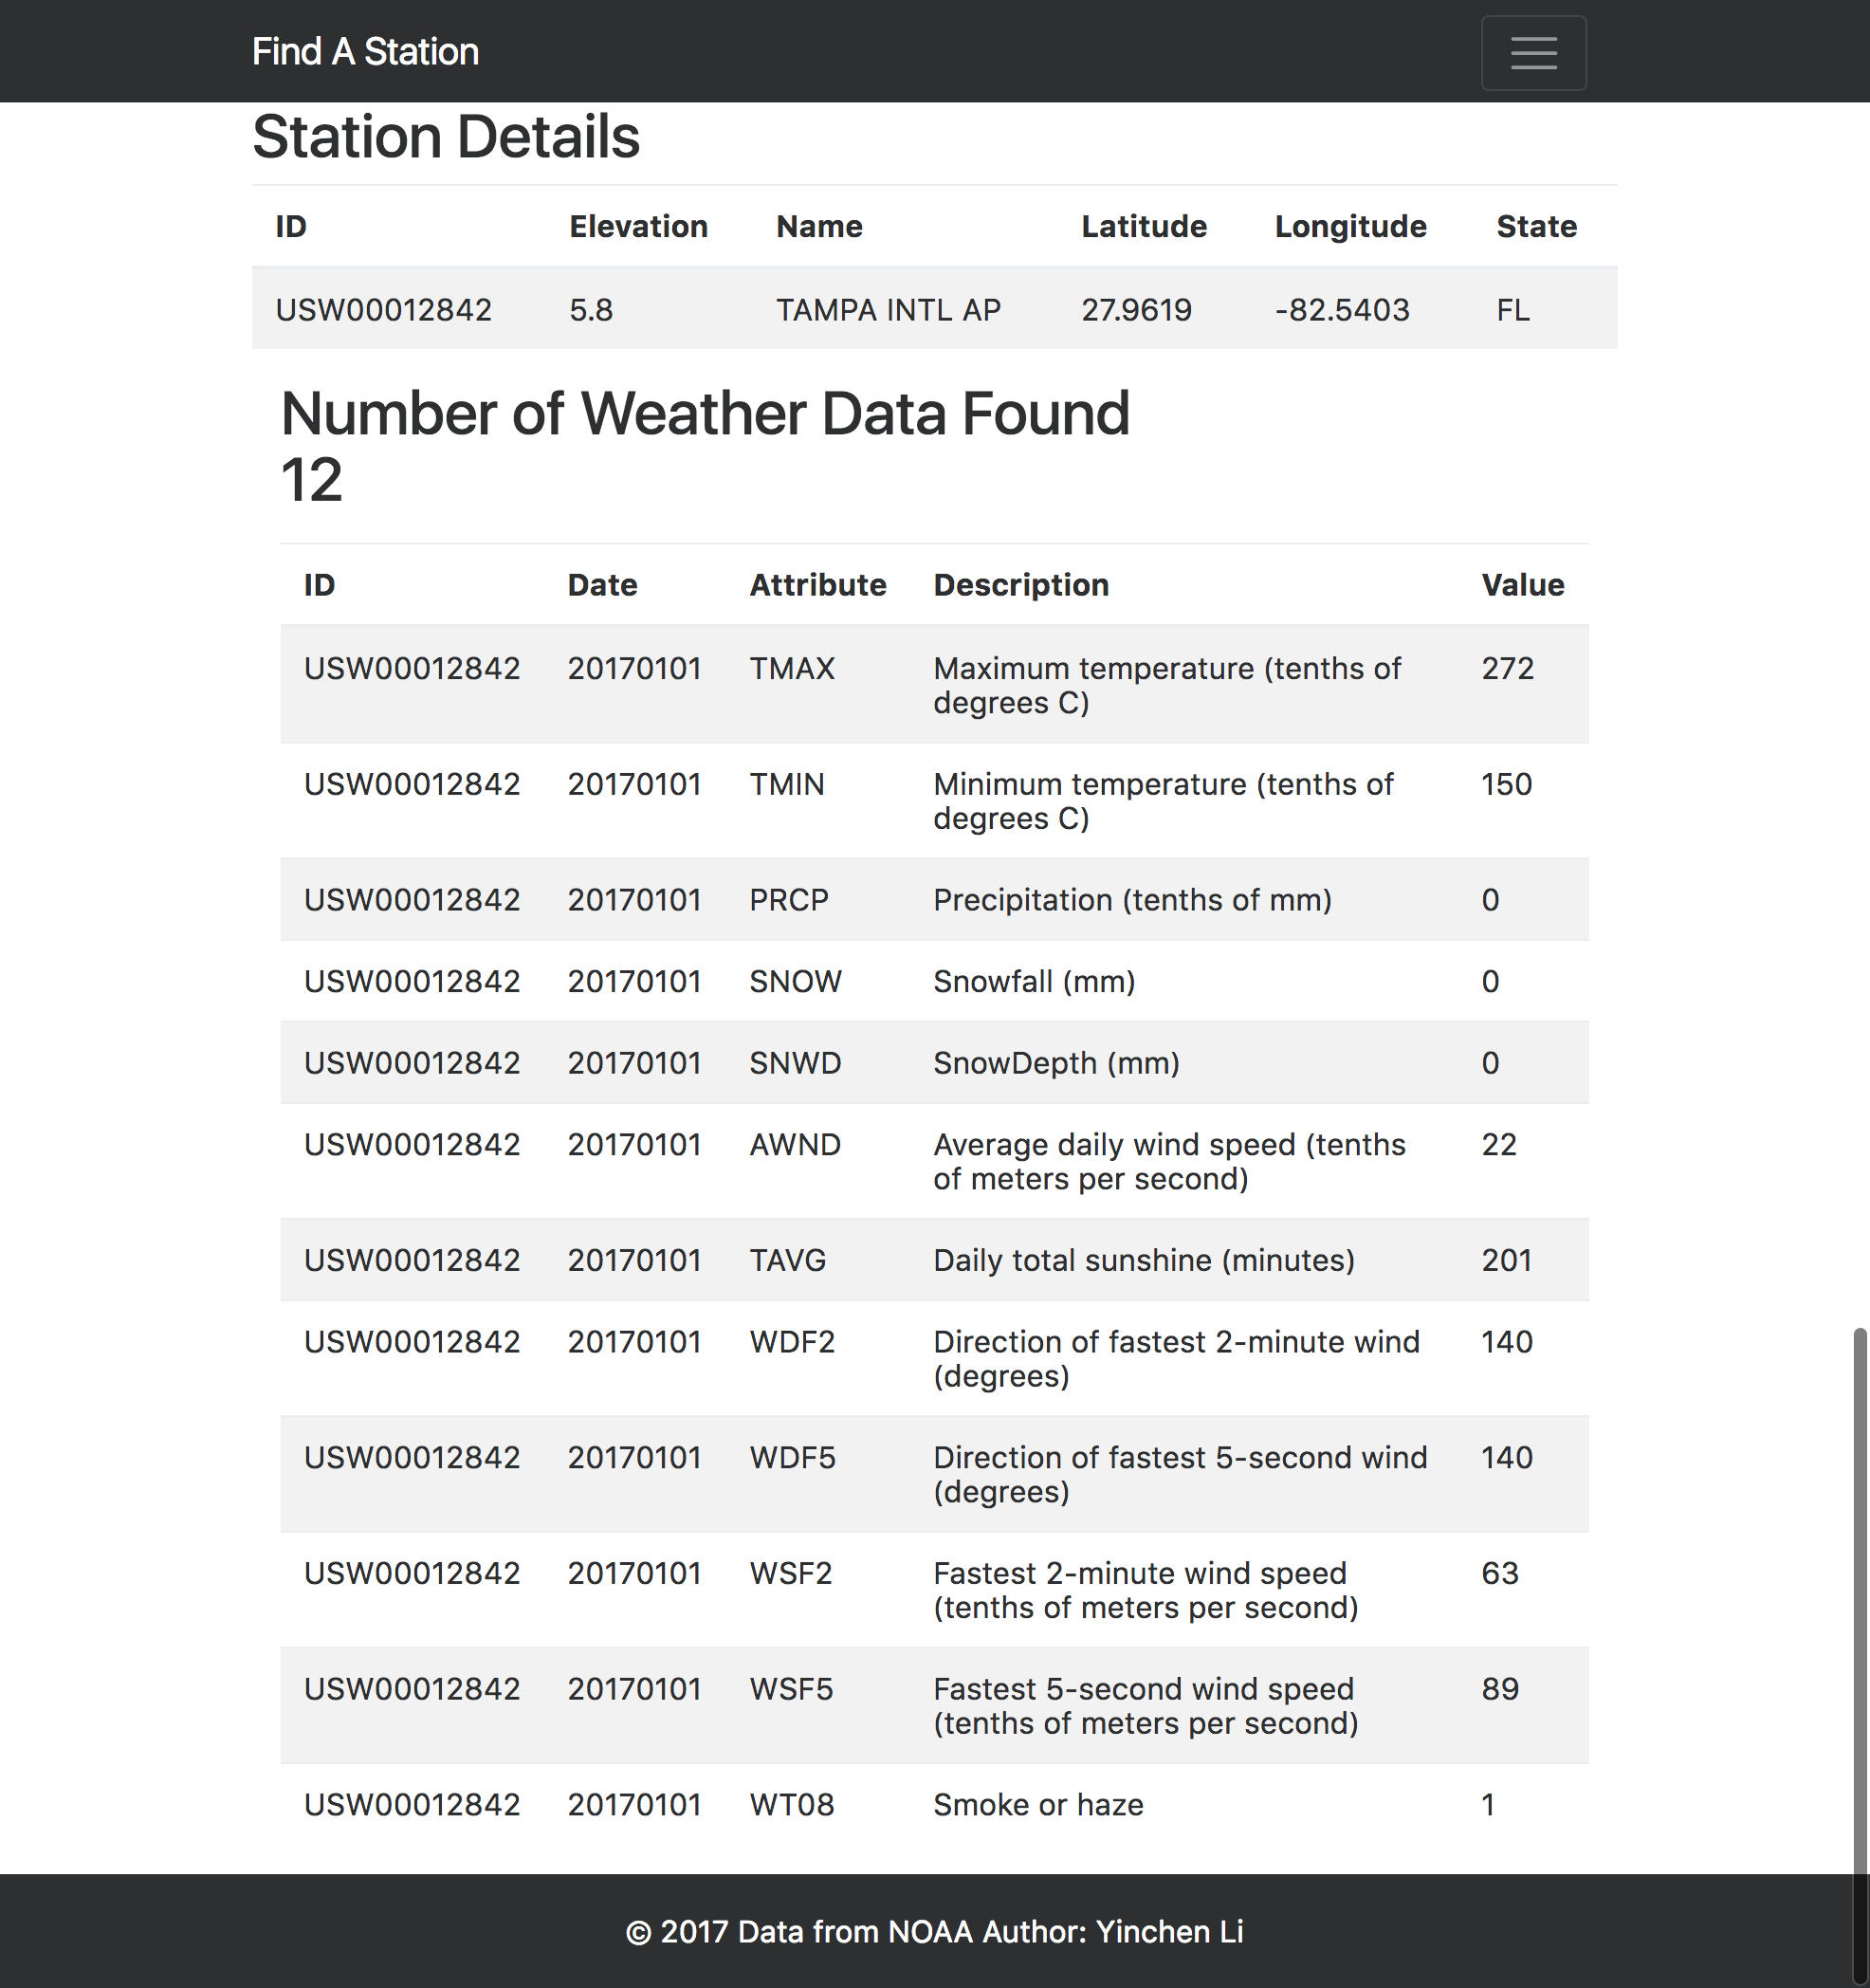 Find A Station
Station Details
ID Elevation Name Latitude Longitude State
USW00012842 5.8 TAMPA INTL AP 27.9619 -82.5403 FL
Number of Weather Data Found
12
ID Date Attribute Description Value
USW00012842 20170101 TMAX Maximum temperature (tenths of 272
degrees C)
USW00012842 20170101 TMIN Minimum temperature (tenths of 150
degrees C)
USW00012842 20170101 PRCP Precipitation (tenths of mm) 0
USW00012842 20170101 SNOW Snowfall (mm) 0
USW00012842 20170101 SNWD SnowDepth (mm) 0
USW00012842 20170101 AWND Average daily wind speed (tenths 22
of meters per second)
USW00012842 20170101 TAVG Daily total sunshine (minutes) 201
USW00012842 20170101 WDF2 Direction of fastest 2-minute wind 140
(degrees)
USW00012842 20170101 WDF5 Direction of fastest 5-second wind 140
(degrees)
USW00012842 20170101 WSF2 Fastest 2-minute wind speed 63
(tenths of meters per second)
USW00012842 20170101 WSF5 Fastest 5-second wind speed 89
(tenths of meters per second)
USW00012842 20170101 WT08 Smoke or haze 1
© 2017 Data from NOAA Author: Yinchen Li